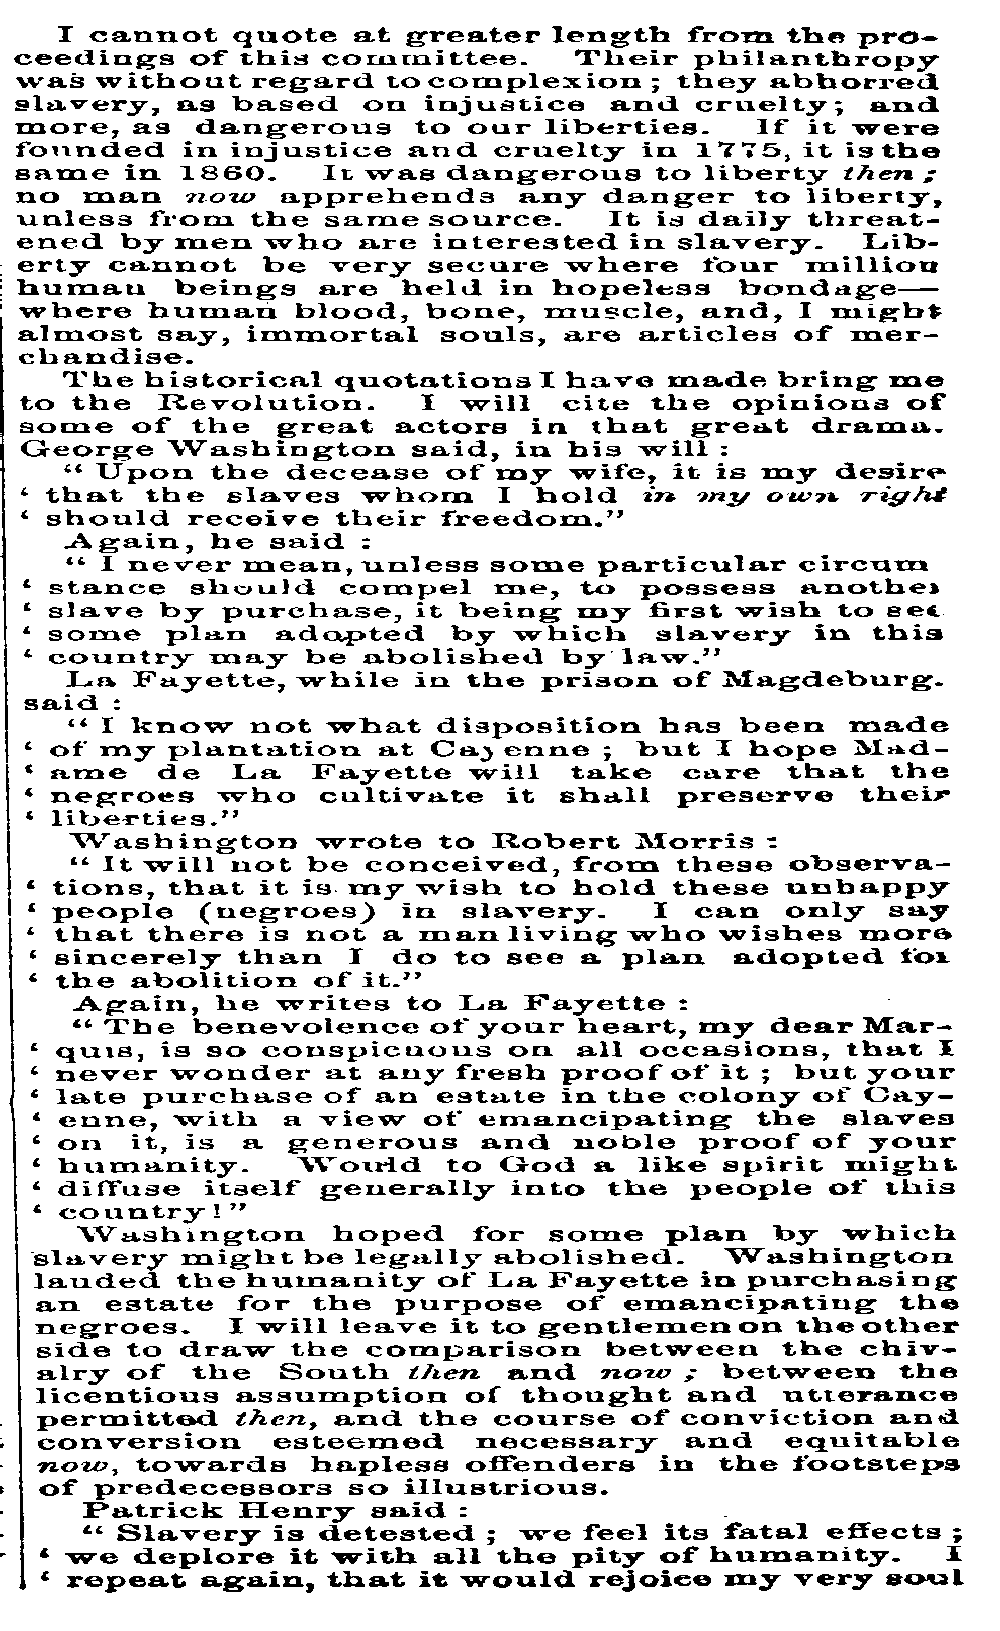 I cannot quote at greater length from the pro-
ceedings of this committee. Their philanthropy
was without regard to complexion ; they abhorred
slavery, as based on injustice and cruelty ; and
more, as dangerous to our liberties. If it were
founded in injustice and cruelty in 1775, it is the
same in 1860. It was dangerous to liberty then ;
no man now apprehends any danger to liberty,
unless from the same source. It is daily threat-
ened by men who are interested in slavery. Lib-
erty cannot be very secure where four million
human beings are held in hopeless bondage—
where human blood, bone, muscle, and, I might
almost say, immortal souls, are articles of mer-
chandise.
The historical quotations I have made bring me
to the Revolution. I will cite the opinions of
some of the great actors in that great drama.
George Washington said, in his will :
“ Upon the decease of my wife, it is my desire
‘ that the slaves whom I hold in my own right
‘ should receive their freedom.”
Again, he said :
“ I never mean, unless some particular circum
‘ stance should compel me, to possess another
‘ slave by purchase, it being my first wish to see
‘ some plan adopted by which slavery in this
‘ country may be abolished by law.”
La Fayette, while in the prison of Magdeburg.
said :
“ I know not what disposition has been made
‘ of my plantation at Cayenne ; but I hope Mad-
‘ ame de La Fayette will take care that the
‘ negroes who cultivate it shall preserve their
‘ liberties.”
Washington wrote to Robert Morris :
“ It will not be conceived, from these observa-
‘ tions, that it is my wish to hold these unhappy
‘ people (negroes) in slavery. I can only say
‘ that there is not a man living who wishes more
‘ sincerely than I do to see a plan adopted for
‘ the abolition of it.”
Again, he writes to La Fayette :
“ The benevolence of your heart, my dear Mar-
‘ quis, is so conspicuous on all occasions, that I
‘ never wonder at any fresh proof of it ; but your
‘ late purchase of an estate in the colony of Cay-
‘ enne, with a view of emancipating the slaves
‘ on it, is a generous and noble proof of your
‘ humanity. Would to God a like spirit might
‘ diffuse itself generally into the people of this
‘ country ! ”
Washington hoped for some plan by which
slavery might be legally abolished. Washington
lauded the humanity of La Fayette in purchasing
an estate for the purpose of emancipating the
negroes. I will leave it to gentlemen on the other
side to draw the comparison between the chiv-
alry of the South then and now ; between the
licentious assumption of thought and utterance
permitted then, and the course of conviction and
conversion esteemed necessary and equitable
now, towards hapless offenders in the footsteps
of predecessors so illustrious.
Patrick Henry said :
“ Slavery is detested ; we feel its fatal effects ;
‘ we deplore it with all the pity of humanity. I
‘ repeat again, that it would rejoice my very soul